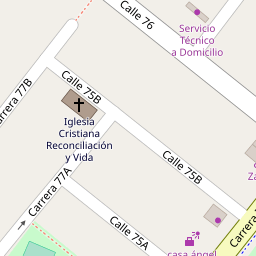 Calle 76
Servicio
Técnico
a Domicilio
Carrera 77B
Calle 75B
Iglesia
Cristiana
Reconciliación
y Vida
Calle 75B
Carrera 77A
Calle 75A
casa ángel